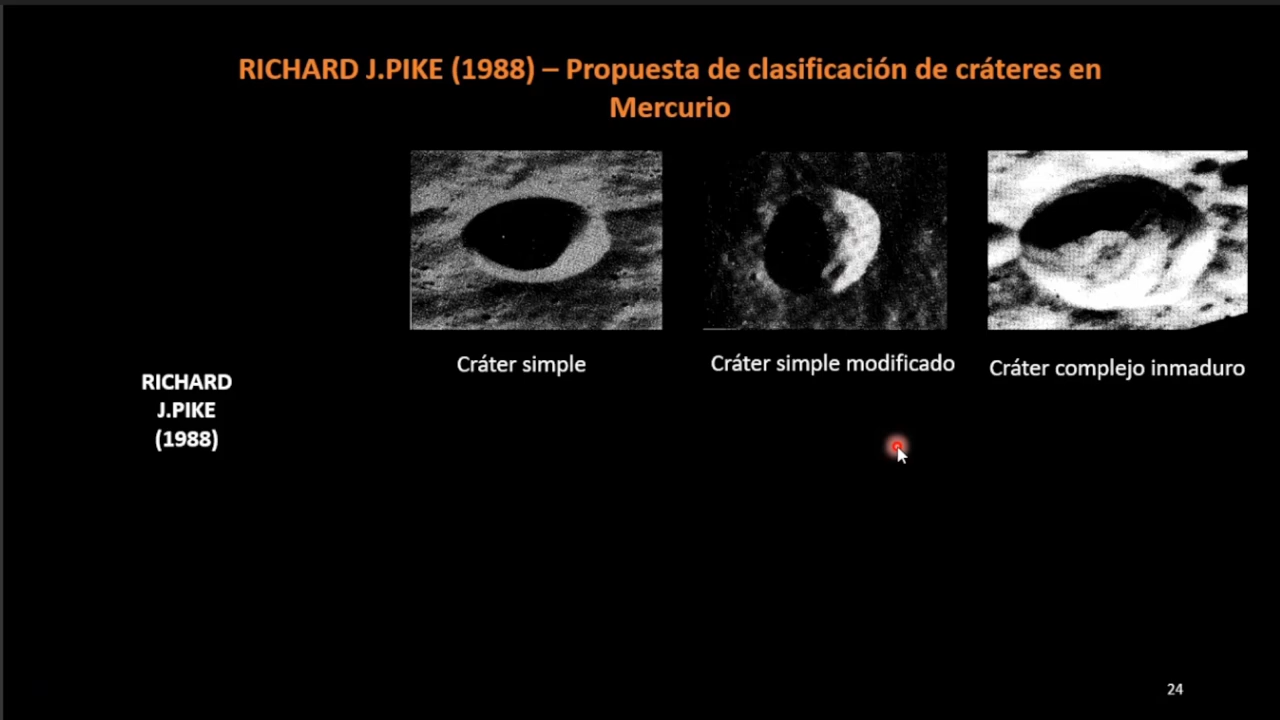 RICHARD J.PIKE (1988) – Propuesta de clasificación de cráteres en
Mercurio
Cráter simple
Cráter simple modificado
Cráter complejo inmaduro
RICHARD
J.PIKE
(1988)
24